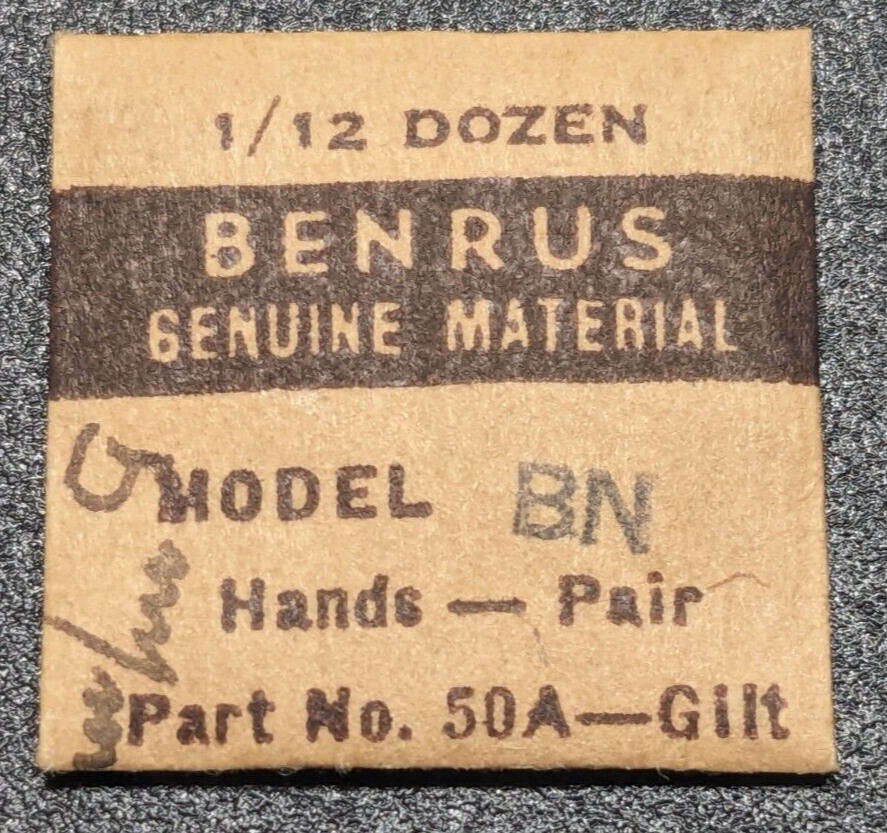 1/12 DOZEN
BENRUS
GENUINE MATERIAL
MODEL BN
Hands — Pair
Part No. 50A—Gilt